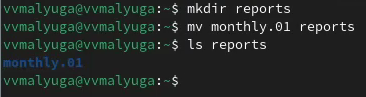 vvmalyuga@vvmalyuga:~$ mkdir reports
vvmalyuga@vvmalyuga:~$ mv monthly.01 reports
vvmalyuga@vvmalyuga:~$ ls reports
monthly.01
vvmalyuga@vvmalyuga:~$